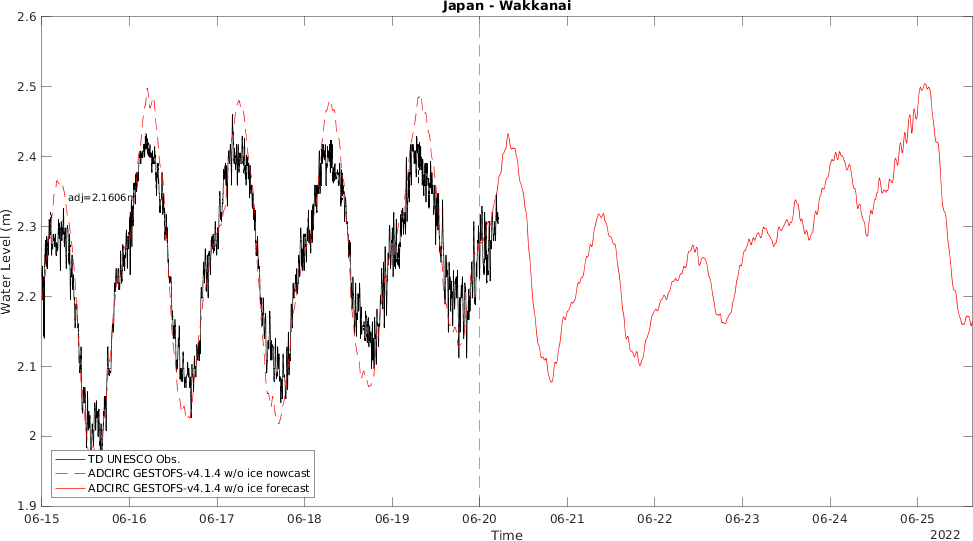 Japan - Wakkanai
2.6
2.5
2.4
2.3
2.2
2.1
2
1.9
Water Level (m)
adj=2.1606m
TD UNESCO Obs.
ADCIRC GESTOFS-v4.1.4 w/o ice nowcast
ADCIRC GESTOFS-v4.1.4 w/o ice forecast
06-15 06-16 06-17 06-18 06-19 06-20 06-21 06-22 06-23 06-24 06-25
Time
2022